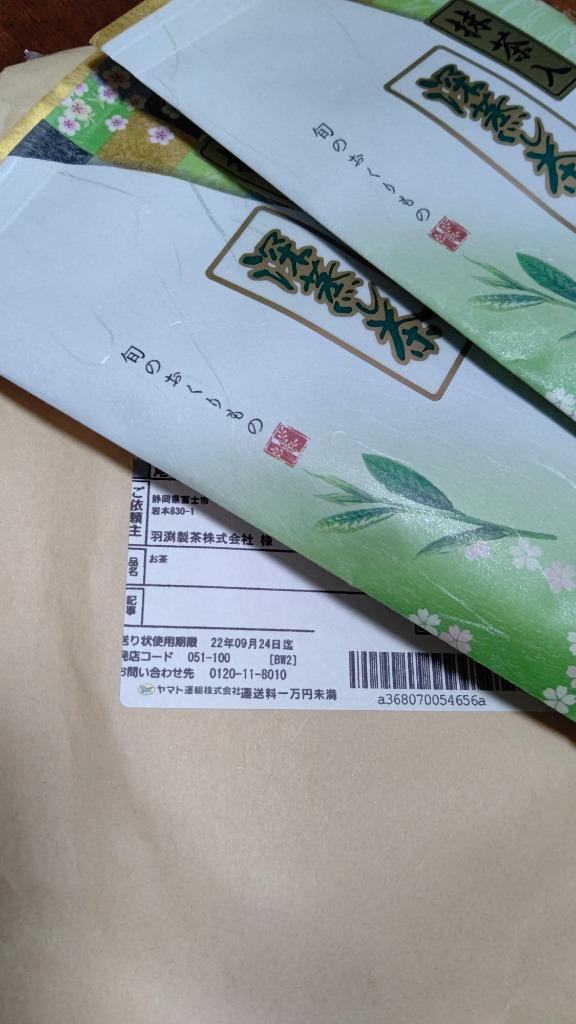 抹茶入
深蒸し茶
旬のおくりもの
深蒸し茶
旬のおくりもの
ご依頼主
静岡県富士市
岩本830-1
羽渕製茶株式会社 様
品名
お茶
記事
送り状使用期限 22年09月24日迄
発店コード 051-100 [BW2]
お問い合わせ先 0120-11-8010
ヤマト運輸株式会社 運送料一万円未満
a368070054656a